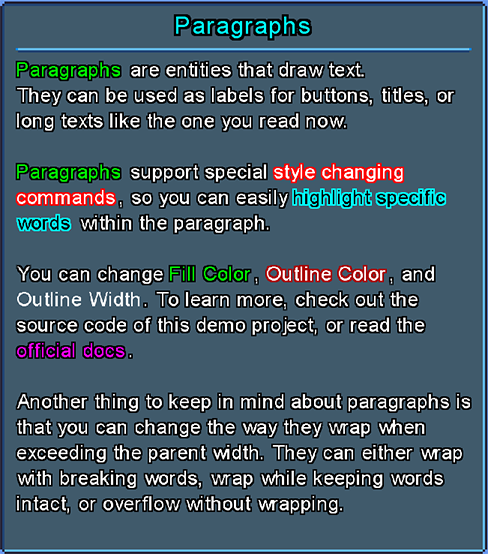 Paragraphs
Paragraphs are entities that draw text.
They can be used as labels for buttons, titles, or
long texts like the one you read now.
Paragraphs support special style changing
commands, so you can easily highlight specific
words within the paragraph.
You can change Fill Color, Outline Color, and
Outline Width. To learn more, check out the
source code of this demo project, or read the
official docs.
Another thing to keep in mind about paragraphs is
that you can change the way they wrap when
exceeding the parent width. They can either wrap
with breaking words, wrap while keeping words
intact, or overflow without wrapping.